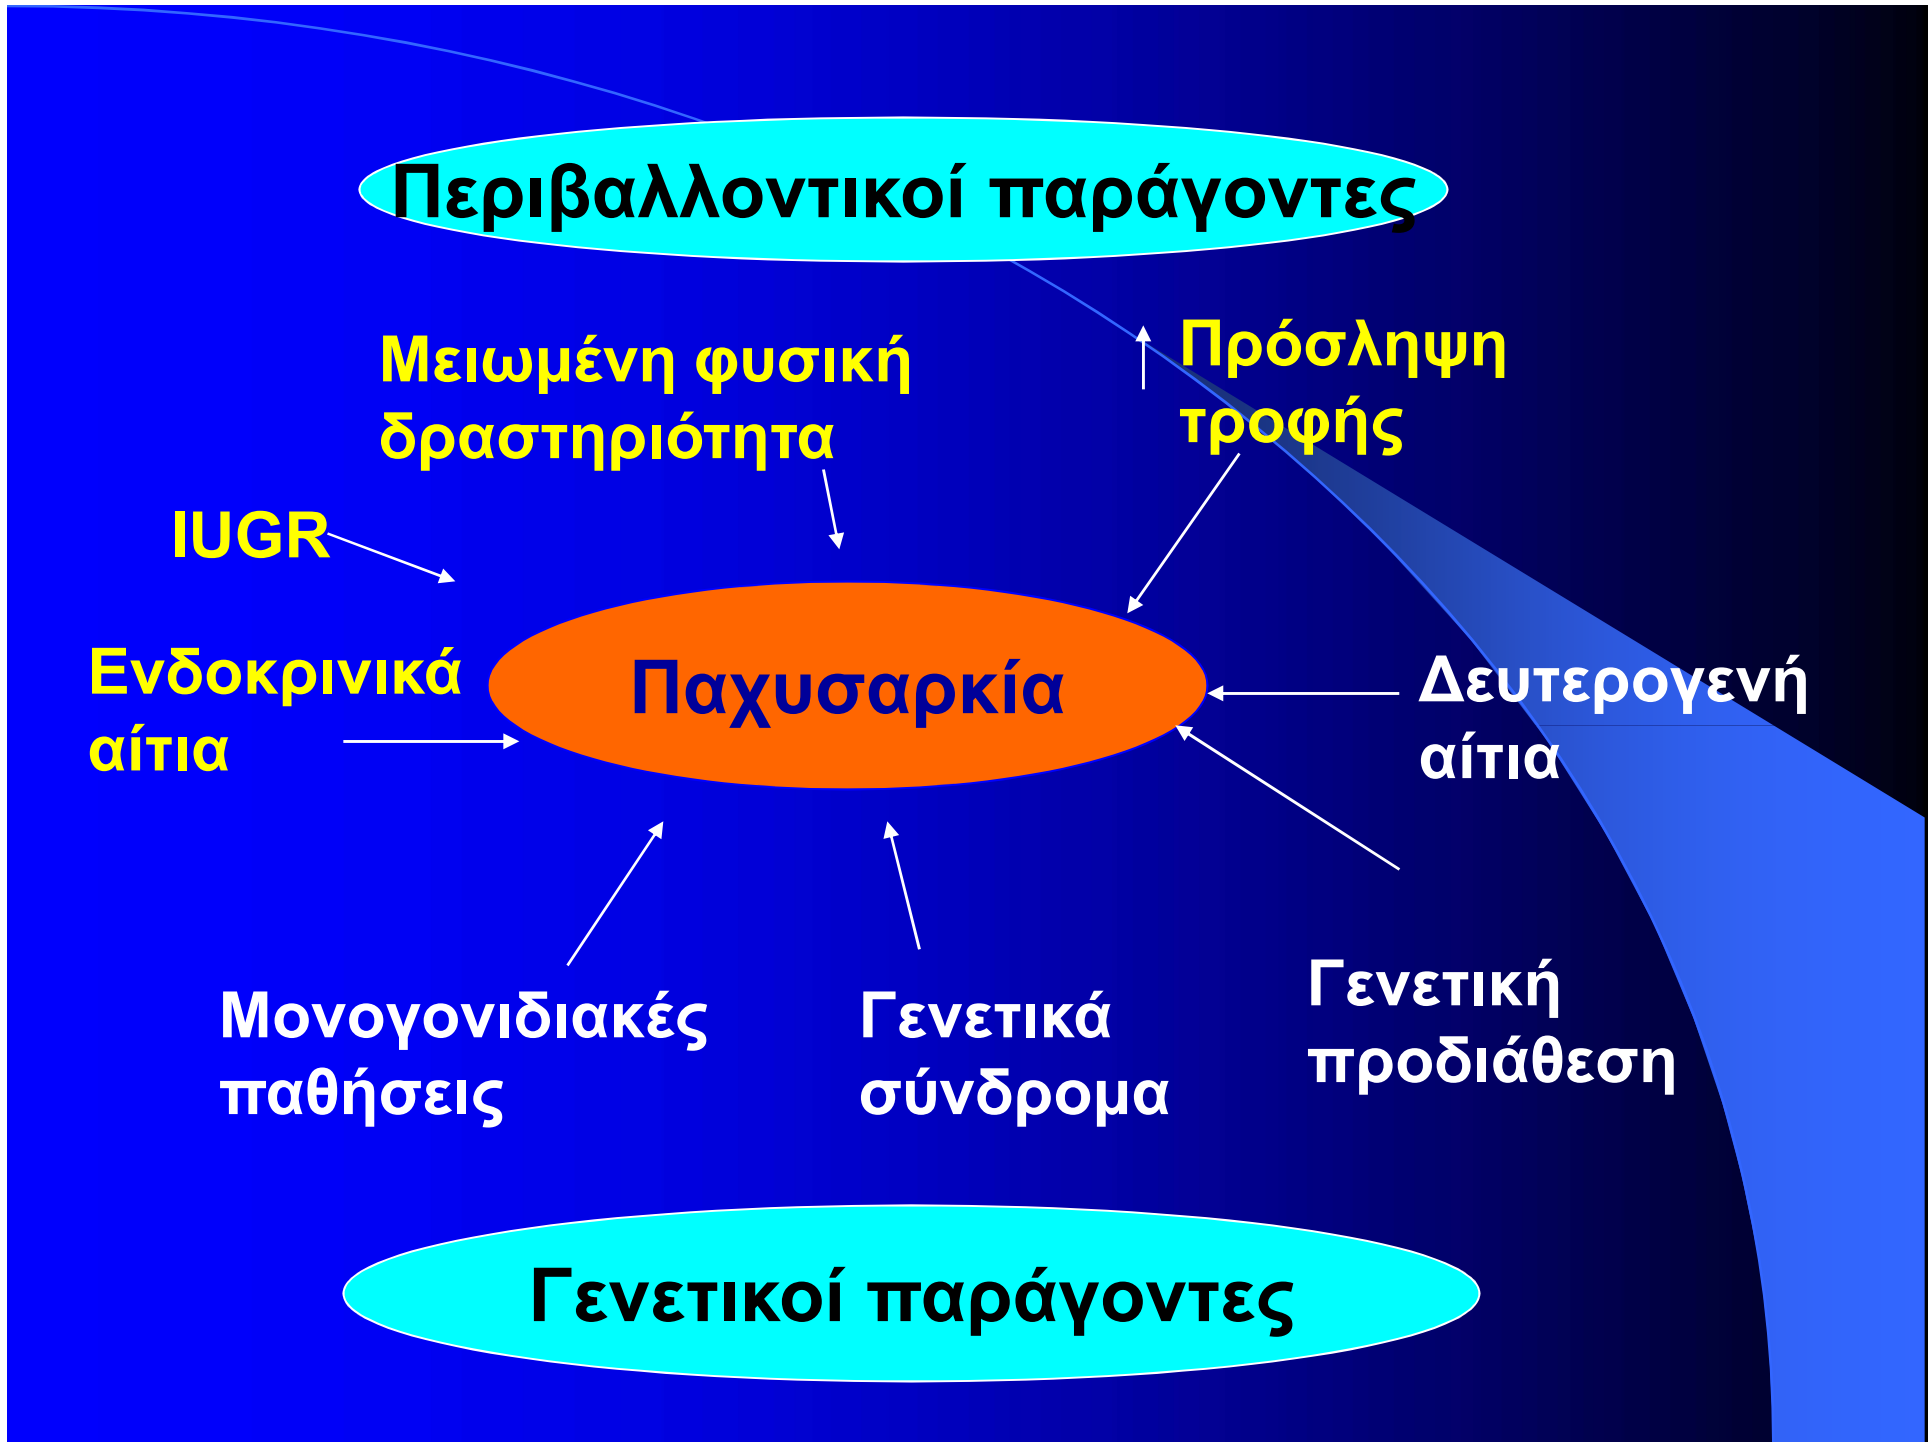 Περιβαλλοντικοί παράγοντες
Μειωμένη φυσική
δραστηριότητα
Πρόσληψη
τροφής
IUGR
Ενδοκρινικά
αίτια
Παχυσαρκία
Δευτερογενή
αίτια
Μονογονιδιακές
παθήσεις
Γενετικά
σύνδρομα
Γενετική
προδιάθεση
Γενετικοί παράγοντες